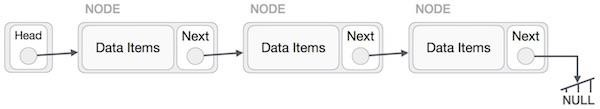 NODE NODE NODE
Head Data Items Next Data Items Next Data Items Next
NULL